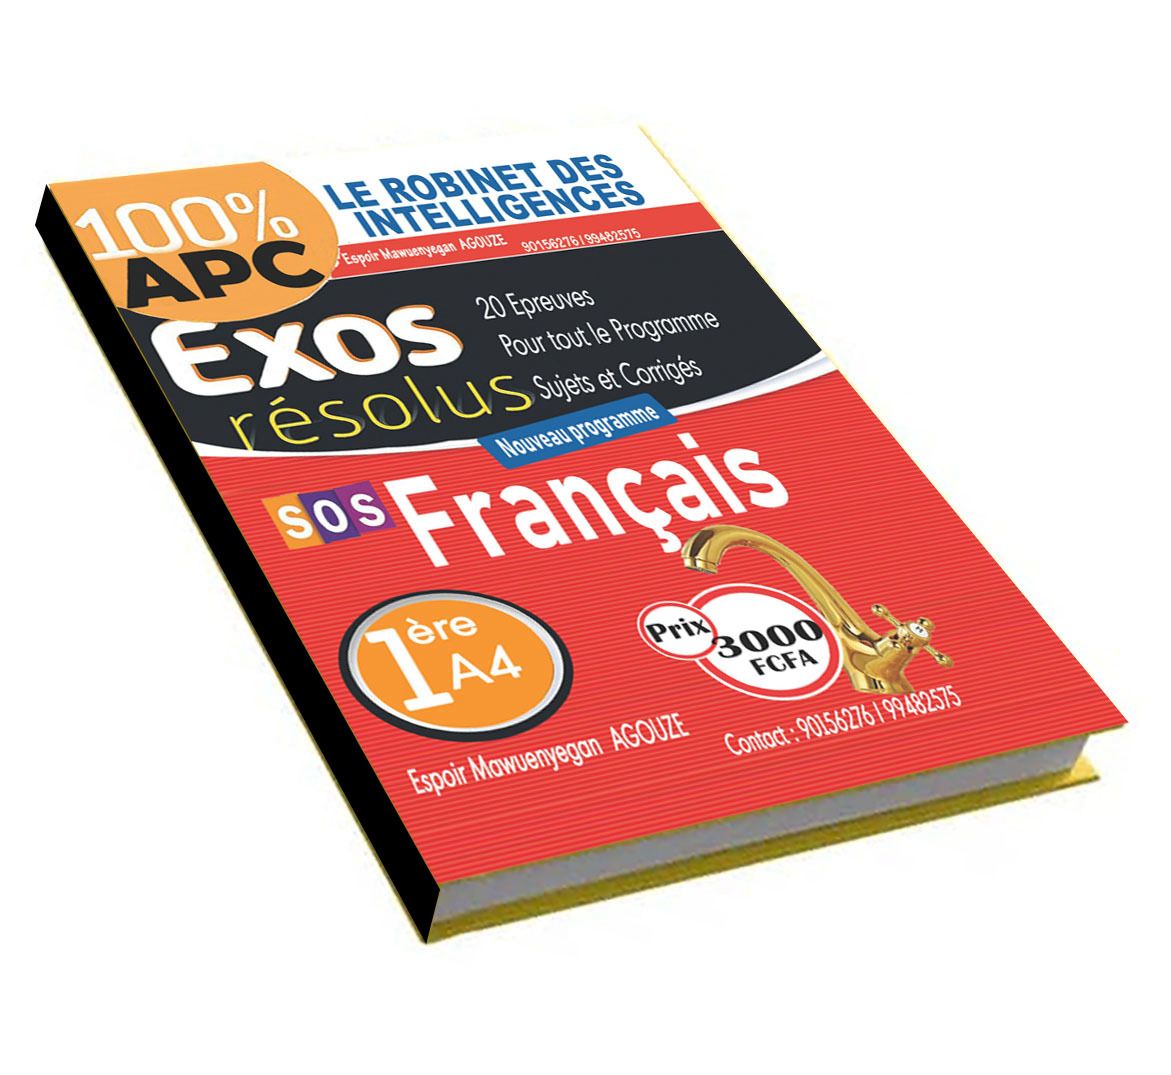 100%
APC
LE ROBINET DES
INTELLIGENCES
Espoir Mawuenyegan AGOUZE 90156276 / 99482575
Exos
résolus
20 Epreuves
Pour tout le Programme
Sujets et Corrigés
Nouveau programme
SOS
Français
1ère
A4
Prix
3000
FCFA
Espoir Mawuenyegan AGOUZE
Contact : 90156276 / 99482575